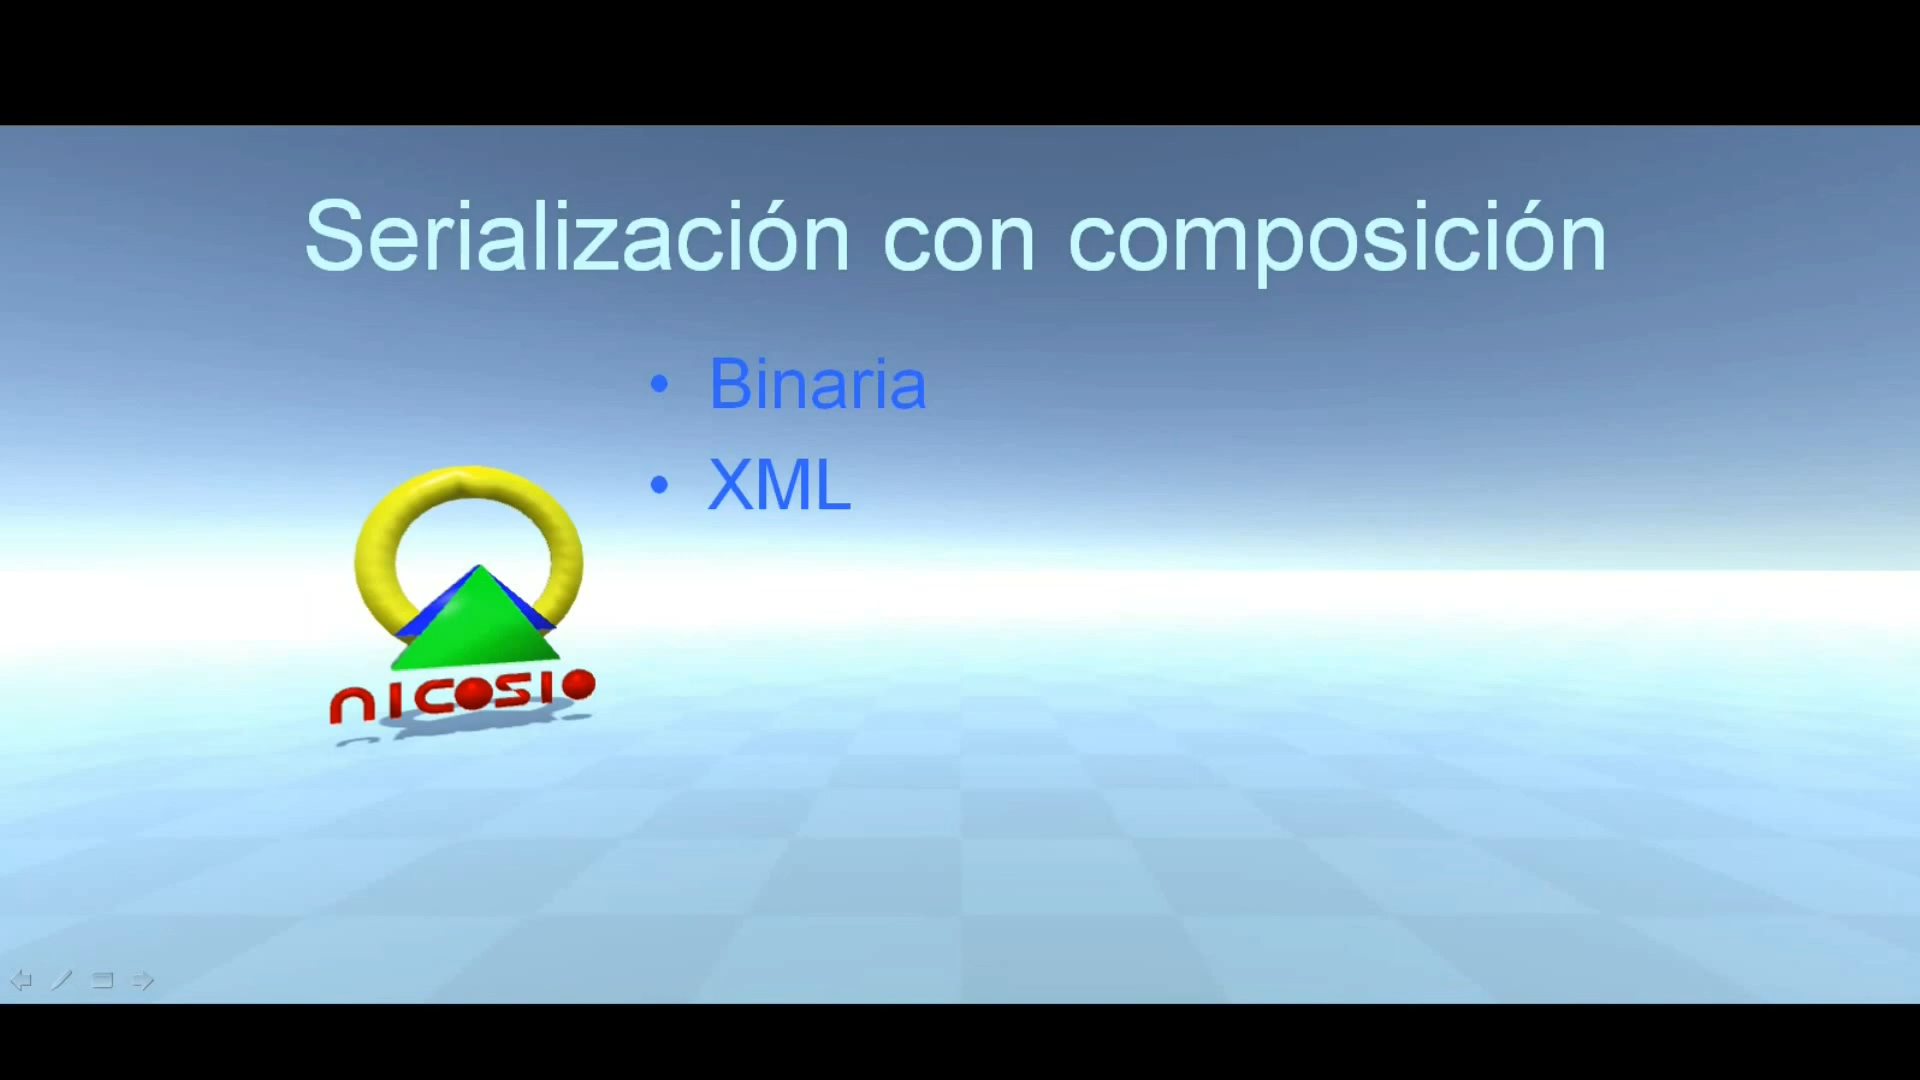 Serialización con composición
• Binaria
• XML
nicosio